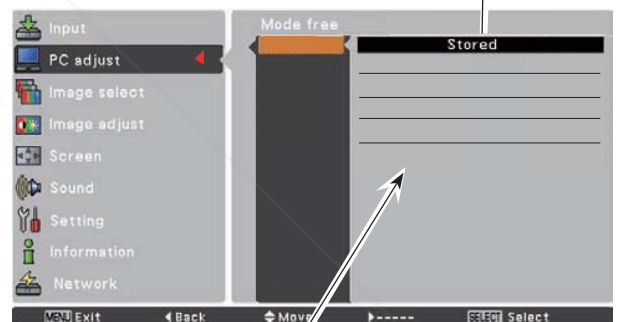 Input
PC adjust
Image select
Image adjust
Screen
Sound
Setting
Information
Network
Mode free
Stored
MENU Exit
Back
Move
-----
SELECT Select